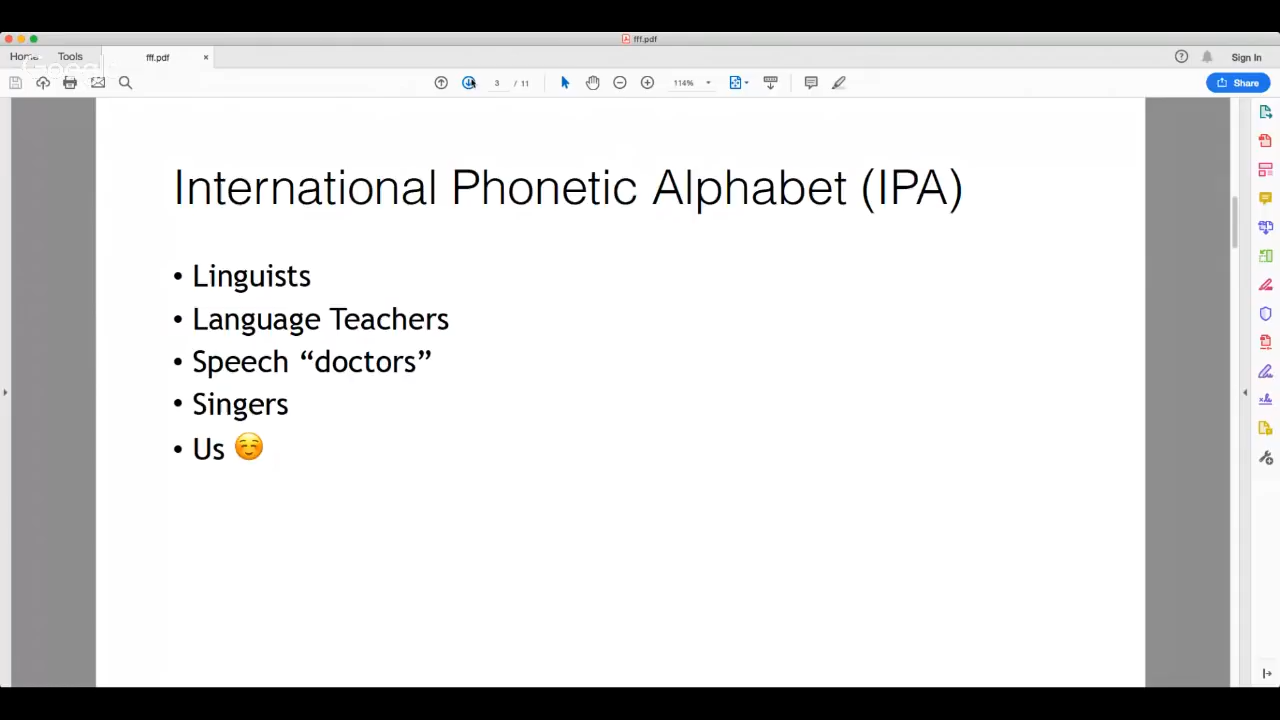 fff.pdf
Home Tools fff.pdf × Sign In
3 / 11 114% Share
International Phonetic Alphabet (IPA)
• Linguists
• Language Teachers
• Speech “doctors”
• Singers
• Us ☺️